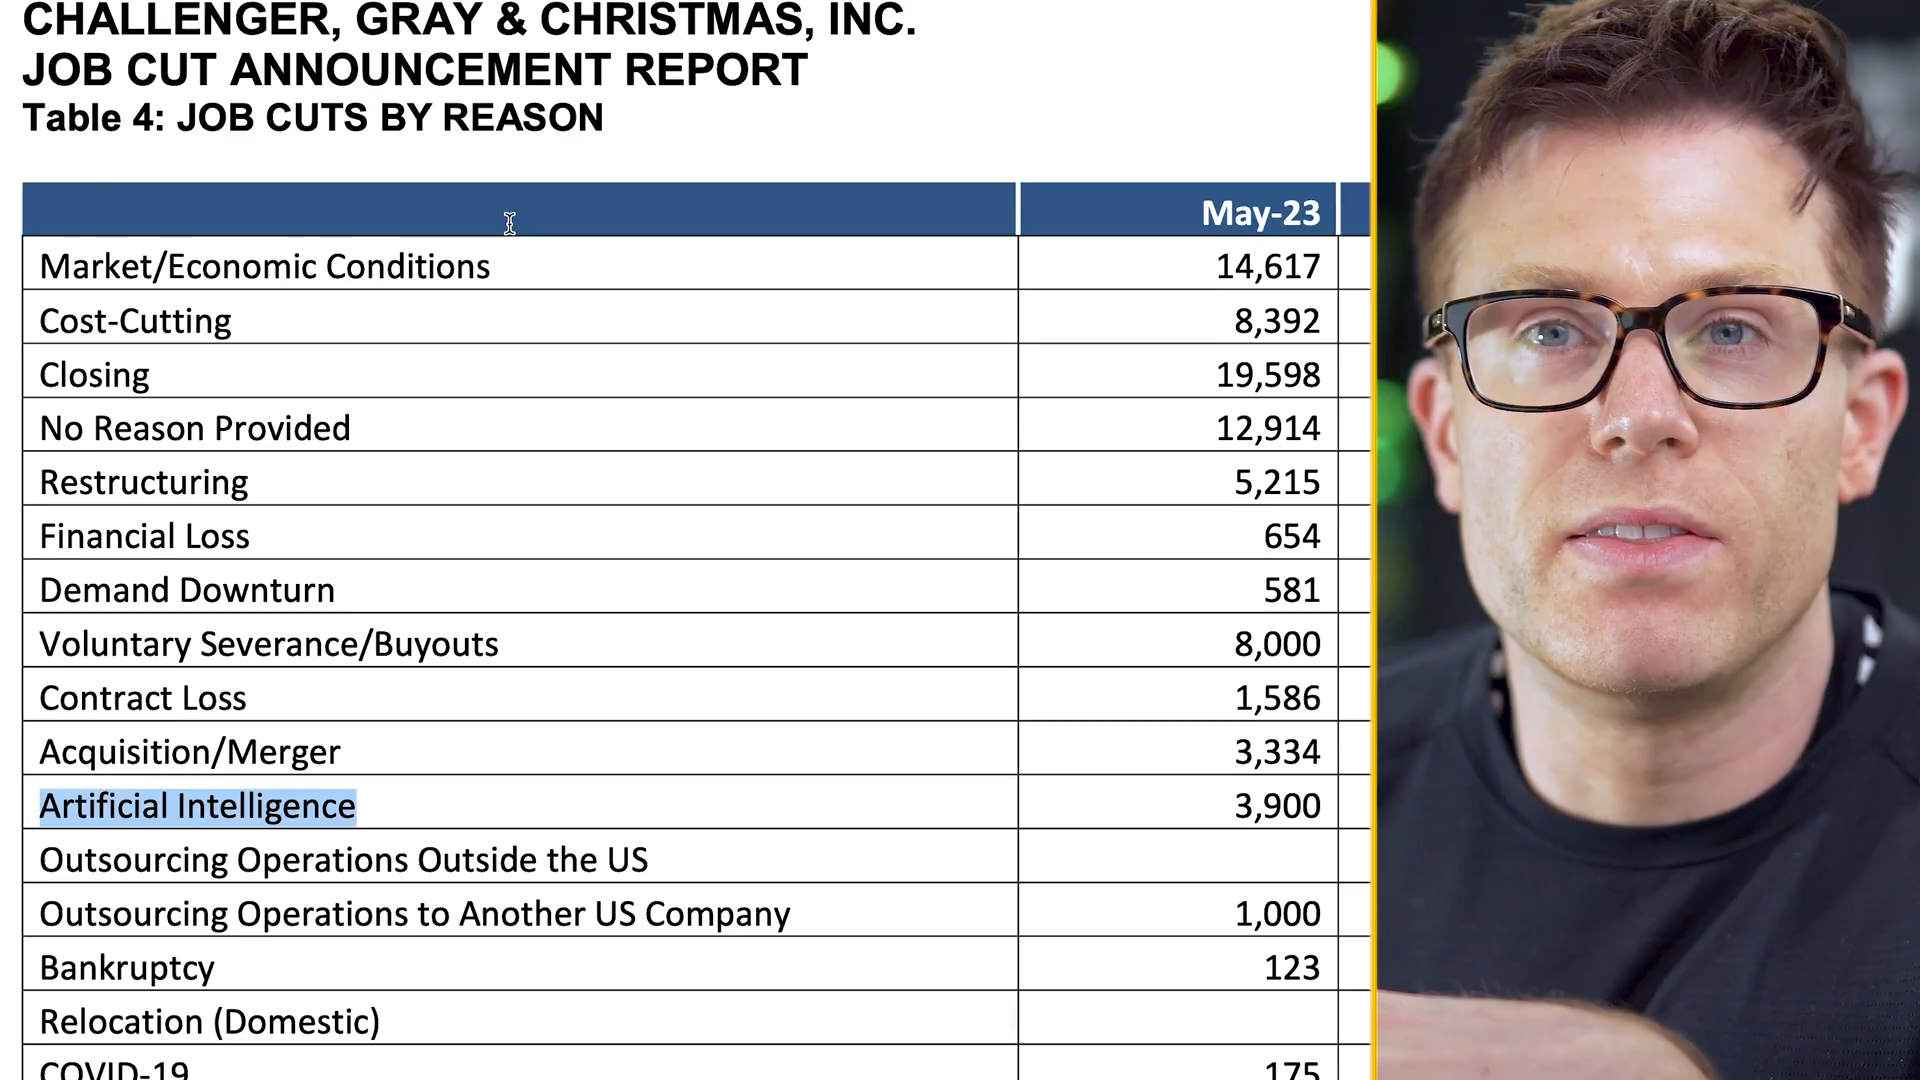 CHALLENGER, GRAY & CHRISTMAS, INC.
JOB CUT ANNOUNCEMENT REPORT
Table 4: JOB CUTS BY REASON
May-23
Market/Economic Conditions 14,617
Cost-Cutting 8,392
Closing 19,598
No Reason Provided 12,914
Restructuring 5,215
Financial Loss 654
Demand Downturn 581
Voluntary Severance/Buyouts 8,000
Contract Loss 1,586
Acquisition/Merger 3,334
Artificial Intelligence 3,900
Outsourcing Operations Outside the US
Outsourcing Operations to Another US Company 1,000
Bankruptcy 123
Relocation (Domestic)
COVID-19 175